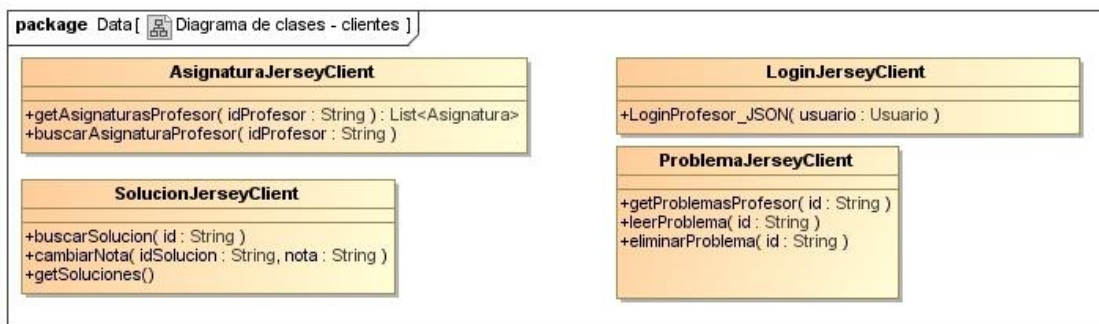 package Data [ Diagrama de clases - clientes ]
AsignaturaJerseyClient
+getAsignaturasProfesor( idProfesor : String ) : List<Asignatura>
+buscarAsignaturaProfesor( idProfesor : String )
LoginJerseyClient
+LoginProfesor_JSON( usuario : Usuario )
SolucionJerseyClient
+buscarSolucion( id : String )
+cambiarNota( idSolucion : String, nota : String )
+getSoluciones()
ProblemaJerseyClient
+getProblemasProfesor( id : String )
+leerProblema( id : String )
+eliminarProblema( id : String )